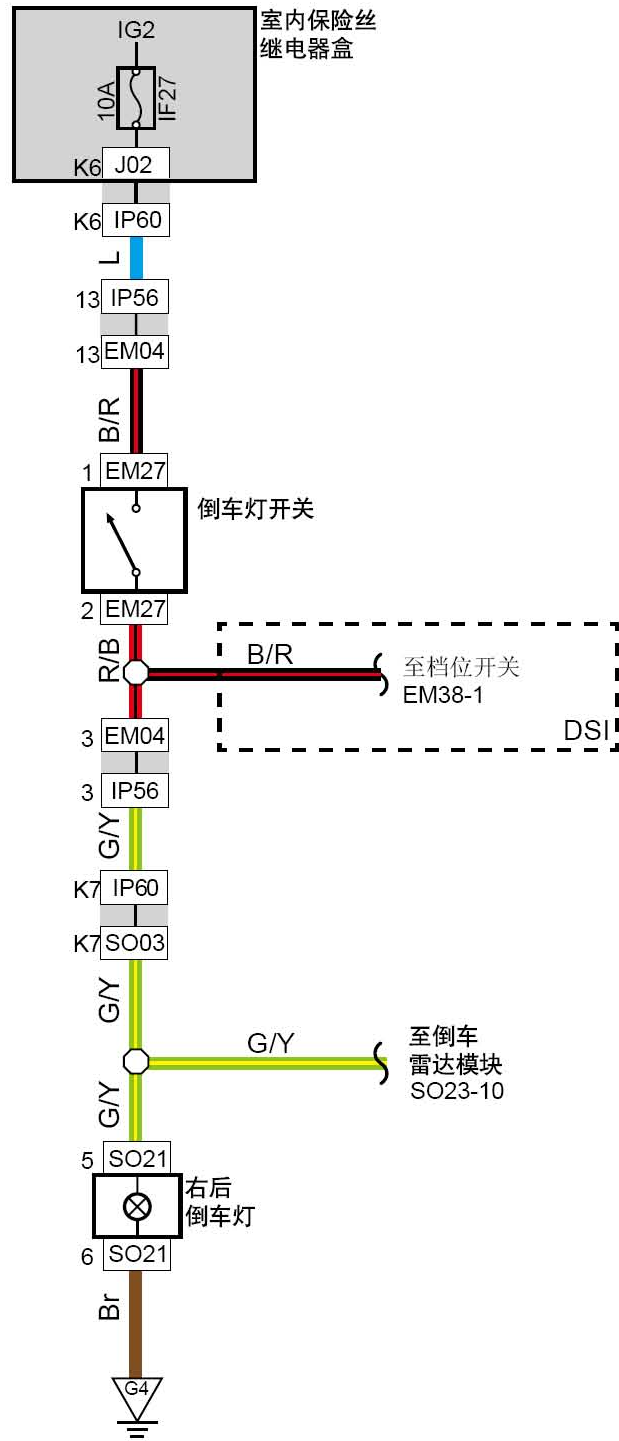 IG2
室内保险丝
继电器盒
10A
IF27
K6 J02
K6 IP60
L
13 IP56
13 EM04
B/R
1 EM27
倒车灯开关
2 EM27
R/B
B/R
至档位开关
EM38-1
DSI
3 EM04
3 IP56
G/Y
K7 IP60
K7 SO03
G/Y
G/Y
至倒车
雷达模块
SO23-10
G/Y
5 SO21
右后
倒车灯
6 SO21
Br
G4